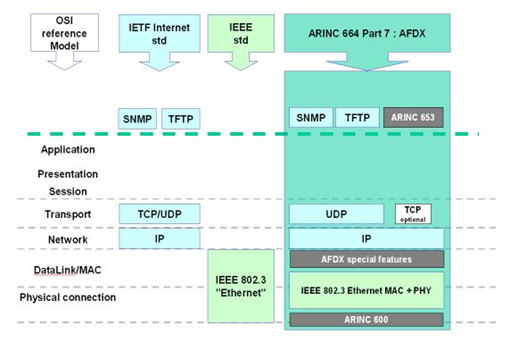 OSI
reference
Model
IETF Internet
std
IEEE
std
ARINC 664 Part 7 : AFDX
SNMP
TFTP
SNMP
TFTP
ARINC 653
Application
Presentation
Session
Transport
TCP/UDP
UDP
TCP
optional
Network
IP
IP
DataLink/MAC
AFDX special features
IEEE 802.3
"Ethernet"
IEEE 802.3 Ethernet MAC + PHY
Physical connection
ARINC 600